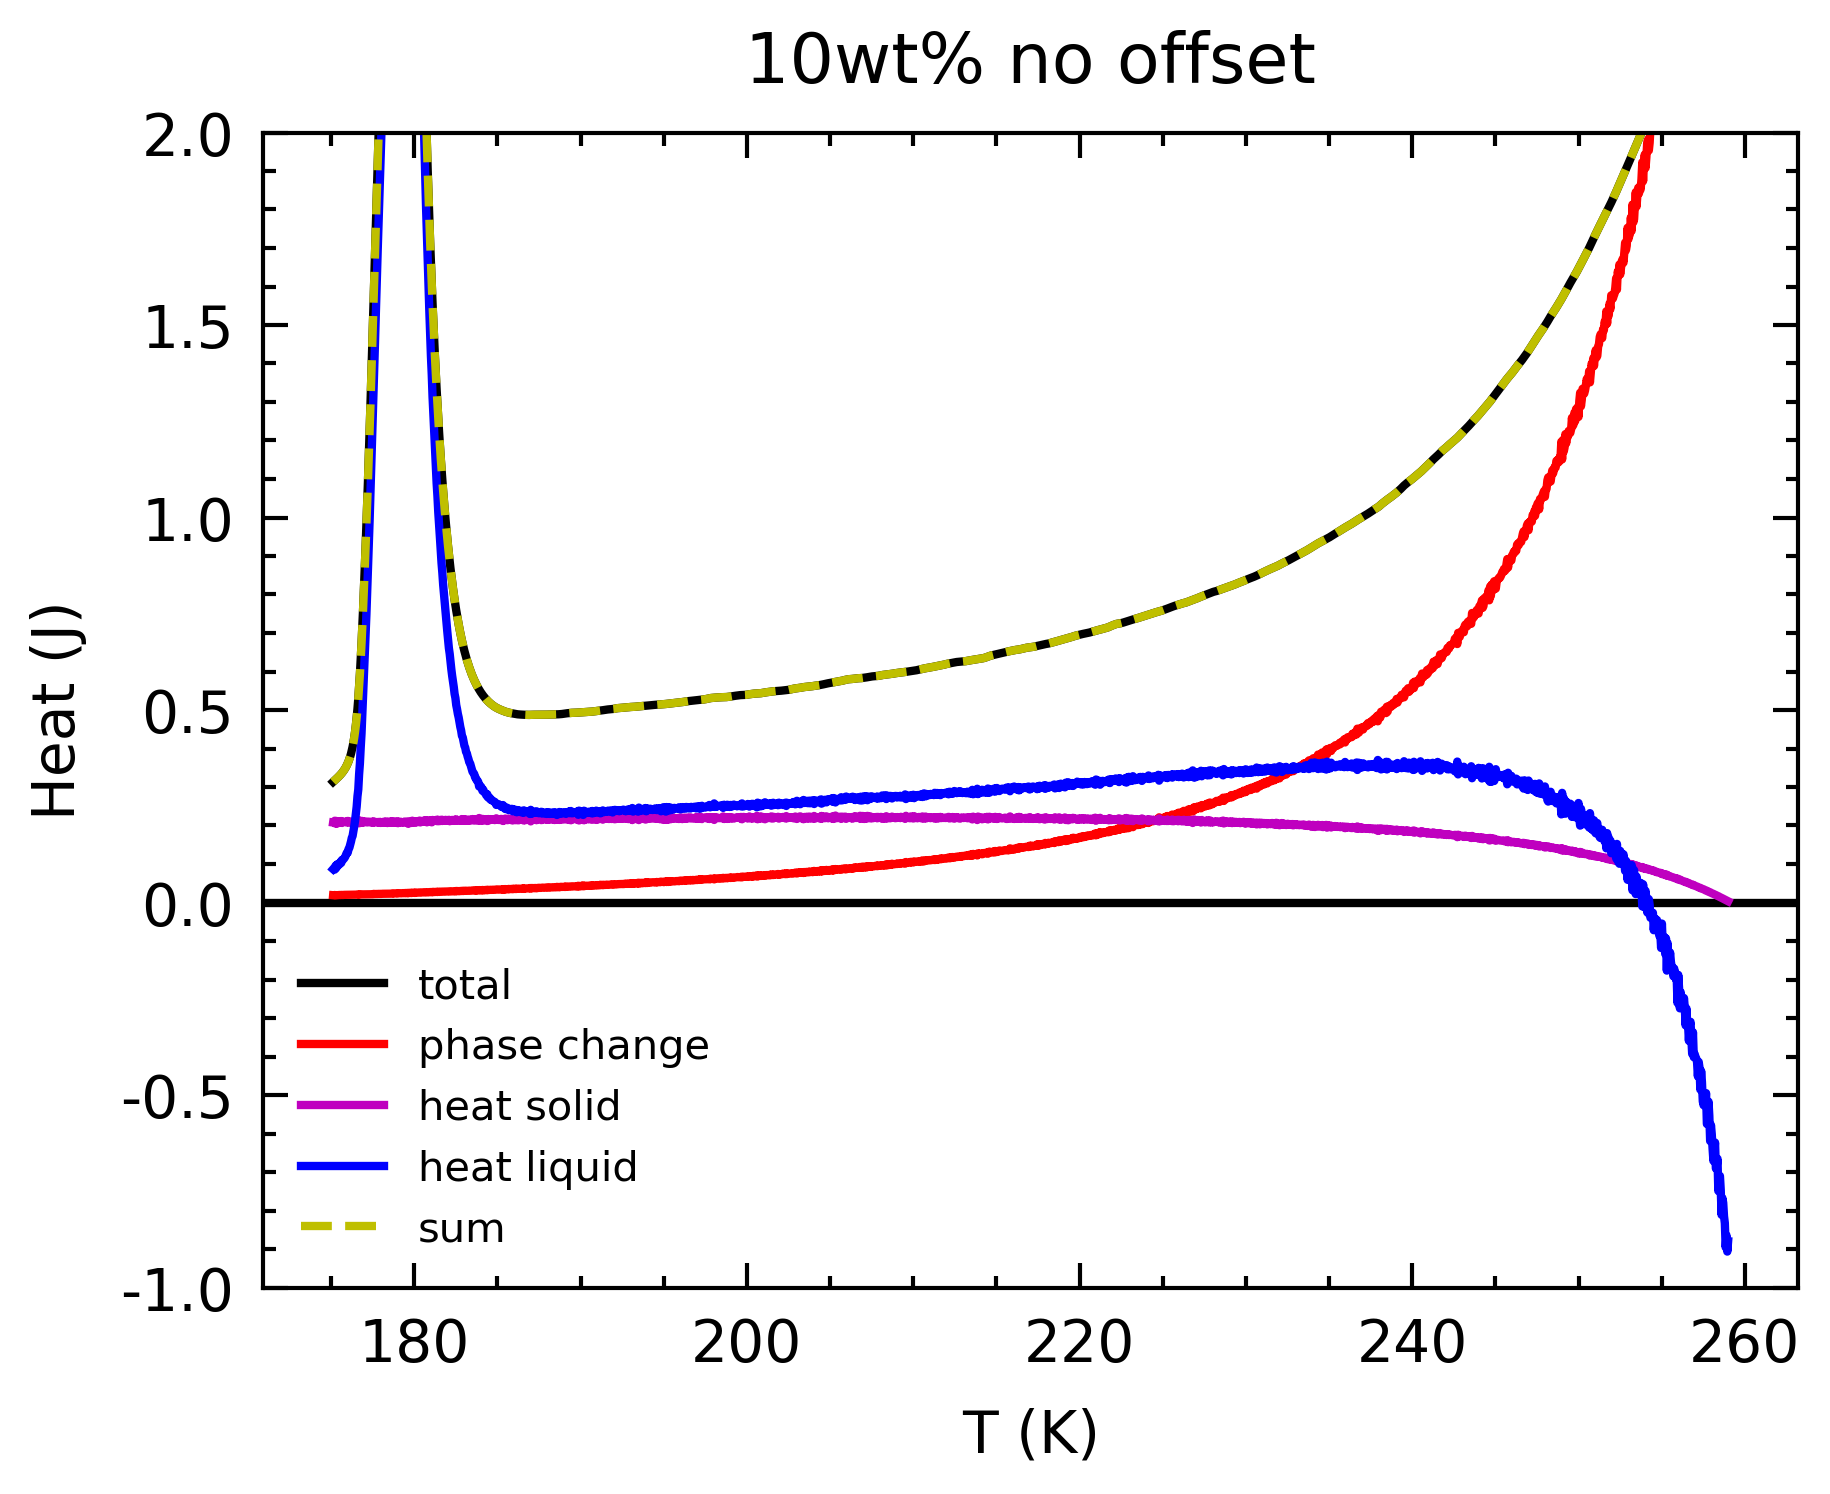 10wt% no offset
2.0
1.5
1.0
0.5
0.0
-0.5
-1.0
Heat (J)
total
phase change
heat solid
heat liquid
sum
180 200 220 240 260
T (K)